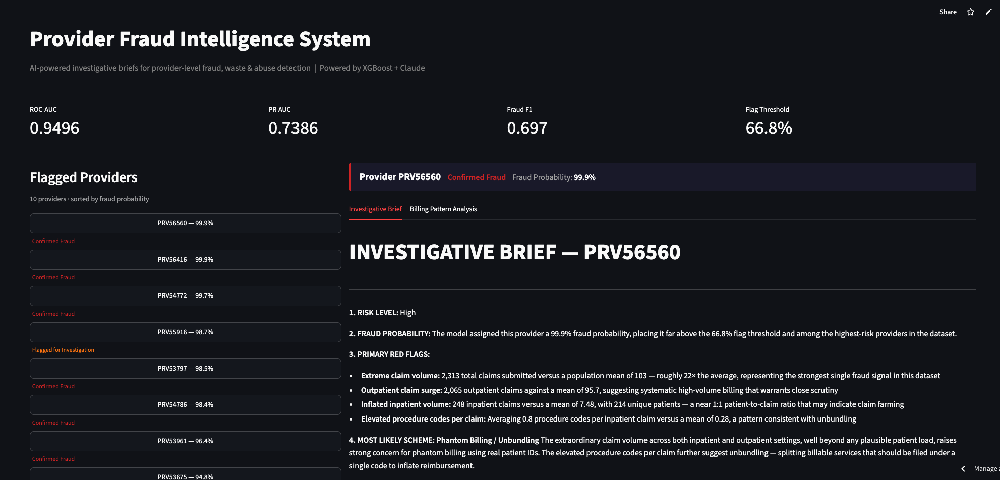 Share
Provider Fraud Intelligence System
AI-powered investigative briefs for provider-level fraud, waste & abuse detection | Powered by XGBoost + Claude
ROC-AUC
0.9496
PR-AUC
0.7386
Fraud F1
0.697
Flag Threshold
66.8%
Flagged Providers
10 providers · sorted by fraud probability
PRV56560 — 99.9%
Confirmed Fraud
PRV56416 — 99.9%
Confirmed Fraud
PRV54772 — 99.7%
Confirmed Fraud
PRV55916 — 98.7%
Flagged for Investigation
PRV53797 — 98.5%
Confirmed Fraud
PRV54786 — 98.4%
Confirmed Fraud
PRV53961 — 96.4%
Confirmed Fraud
PRV53675 — 94.8%
Provider PRV56560 Confirmed Fraud Fraud Probability: 99.9%
Investigative Brief Billing Pattern Analysis
INVESTIGATIVE BRIEF — PRV56560
1. RISK LEVEL: High
2. FRAUD PROBABILITY: The model assigned this provider a 99.9% fraud probability, placing it far above the 66.8% flag threshold and among the highest-risk providers in the dataset.
3. PRIMARY RED FLAGS:
• Extreme claim volume: 2,313 total claims submitted versus a population mean of 103 — roughly 22× the average, representing the strongest single fraud signal in this dataset
• Outpatient claim surge: 2,065 outpatient claims against a mean of 95.7, suggesting systematic high-volume billing that warrants close scrutiny
• Inflated inpatient volume: 248 inpatient claims versus a mean of 7.48, with 214 unique patients — a near 1:1 patient-to-claim ratio that may indicate claim farming
• Elevated procedure codes per claim: Averaging 0.8 procedure codes per inpatient claim versus a mean of 0.28, a pattern consistent with unbundling
4. MOST LIKELY SCHEME: Phantom Billing / Unbundling The extraordinary claim volume across both inpatient and outpatient settings, well beyond any plausible patient load, raises
strong concern for phantom billing using real patient IDs. The elevated procedure codes per claim further suggest unbundling — splitting billable services that should be filed under a
single code to inflate reimbursement.
Manage